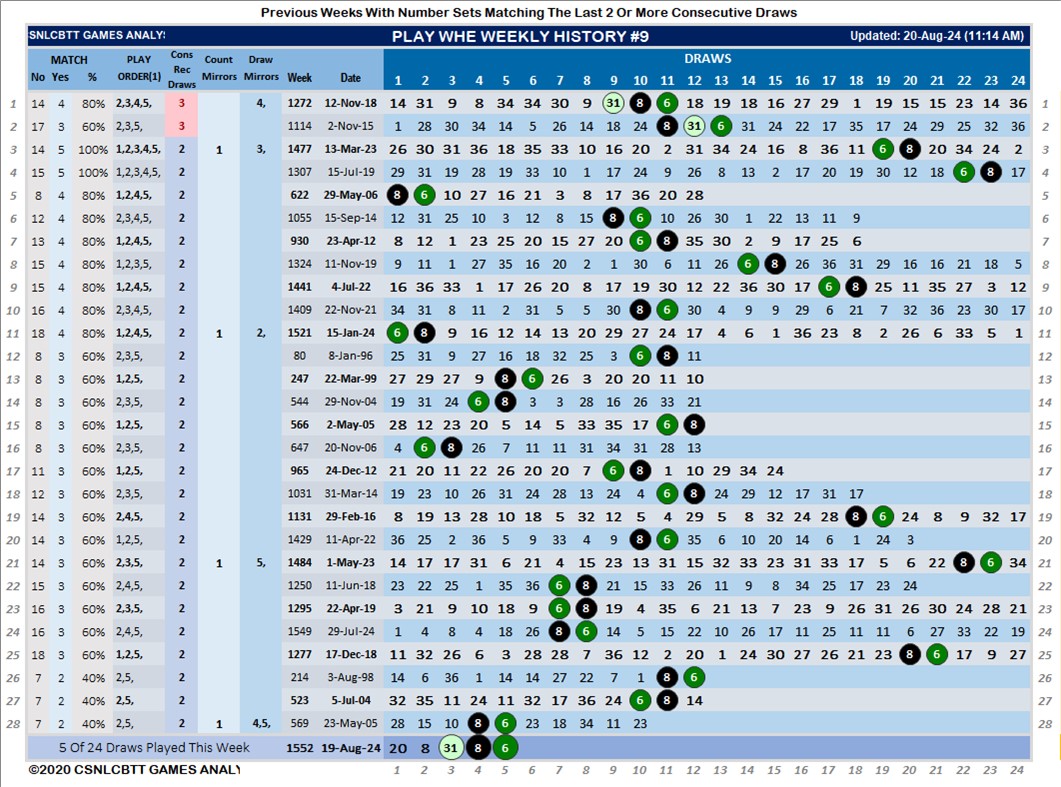 Previous Weeks With Number Sets Matching The Last 2 Or More Consecutive Draws
SNLCBTT GAMES ANALY PLAY WHE WEEKLY HISTORY #9 Updated: 20-Aug-24 (11:14 AM)
MATCH PLAY Cons Rec Draws Count Mirrors Draw Mirrors DRAWS
No Yes % ORDER(1) Week Date 1 2 3 4 5 6 7 8 9 10 11 12 13 14 15 16 17 18 19 20 21 22 23 24
1 14 4 80% 2,3,4,5, 3 4, 1272 12-Nov-18 14 31 9 8 34 34 30 9 31 8 6 18 19 18 16 27 29 1 19 15 15 23 14 36 1
2 17 3 60% 2,3,5, 3 1114 2-Nov-15 1 28 30 34 14 5 26 14 18 24 8 31 6 31 24 22 17 35 17 24 29 25 32 36 2
3 14 5 100% 1,2,3,4,5, 2 1 3, 1477 13-Mar-23 26 30 31 36 18 35 33 10 16 20 2 31 34 24 16 8 36 11 6 8 20 34 24 2 3
4 15 5 100% 1,2,3,4,5, 2 1307 15-Jul-19 29 31 19 28 19 33 10 1 17 24 9 26 8 13 2 17 20 19 30 12 18 6 8 17 4
5 8 4 80% 1,2,4,5, 2 622 29-May-06 8 6 10 27 16 21 3 8 17 36 20 28 5
6 12 4 80% 2,3,4,5, 2 1055 15-Sep-14 12 31 25 10 3 12 8 15 8 6 10 26 30 1 22 13 11 9 6
7 13 4 80% 1,2,4,5, 2 930 23-Apr-12 8 12 1 23 25 20 15 27 20 6 8 35 30 2 9 17 25 6 7
8 15 4 80% 2,3,4,5, 2 1324 11-Nov-19 9 11 1 27 35 16 20 2 1 30 6 11 26 6 8 26 36 31 29 16 16 21 18 5 8
9 15 4 80% 1,2,4,5, 2 1441 4-Jul-22 16 36 33 1 17 26 20 8 17 19 30 12 22 36 30 17 6 8 25 11 35 27 3 12 9
10 16 4 80% 2,3,4,5, 2 1409 22-Nov-21 34 31 8 11 2 31 5 5 30 8 6 30 4 9 9 29 6 21 7 32 36 23 30 17 10
11 18 4 80% 1,2,4,5, 2 1 2, 1521 15-Jan-24 6 8 9 16 12 14 13 20 29 27 24 17 4 6 1 36 23 8 2 26 6 33 5 1 11
12 8 3 60% 2,3,5, 2 80 8-Jan-96 25 31 9 27 16 18 32 25 3 6 8 11 12
13 8 3 60% 1,2,5, 2 247 22-Mar-99 27 29 27 9 8 6 26 3 20 20 11 10 13
14 8 3 60% 2,3,5, 2 544 29-Nov-04 19 31 24 6 8 3 3 28 16 26 33 21 14
15 8 3 60% 1,2,5, 2 566 2-May-05 28 12 23 20 5 14 5 33 35 17 6 8 15
16 8 3 60% 2,3,5, 2 647 20-Nov-06 4 6 8 26 7 11 11 31 34 31 28 13 16
17 11 3 60% 1,2,5, 2 965 24-Dec-12 21 20 11 22 26 20 20 7 6 8 1 10 29 34 24 17
18 12 3 60% 2,3,5, 2 1031 31-Mar-14 19 23 10 26 31 24 28 13 24 4 6 8 24 29 12 17 31 17 18
19 14 3 60% 2,4,5, 2 1131 29-Feb-16 8 19 13 28 10 18 5 32 12 5 4 29 5 8 32 24 28 8 6 24 8 9 32 17 19
20 14 3 60% 1,2,5, 2 1429 11-Apr-22 36 25 2 36 5 9 33 4 9 8 6 35 6 10 20 14 6 1 24 3 20
21 14 3 60% 2,3,5, 2 1 5, 1484 1-May-23 14 17 17 31 6 21 4 15 23 13 31 15 32 33 23 31 33 17 5 6 22 8 6 34 21
22 15 3 60% 2,4,5, 2 1250 11-Jun-18 23 22 25 1 35 36 6 8 21 15 33 26 11 9 8 34 25 17 23 24 22
23 16 3 60% 2,3,5, 2 1295 22-Apr-19 3 21 9 10 18 9 6 8 19 4 35 6 21 13 7 23 9 26 31 26 30 24 28 21 23
24 16 3 60% 2,4,5, 2 1549 29-Jul-24 1 4 8 4 18 26 8 6 14 5 15 22 10 26 17 11 25 11 11 6 27 33 22 19 24
25 18 3 60% 1,2,5, 2 1277 17-Dec-18 11 32 26 6 3 28 28 7 36 12 2 20 1 24 30 27 26 21 23 8 6 17 9 27 25
26 7 2 40% 2,5, 2 214 3-Aug-98 14 6 36 1 14 14 27 22 7 1 8 6 26
27 7 2 40% 2,5, 2 523 5-Jul-04 32 35 11 24 11 32 17 36 24 6 8 14 27
28 7 2 40% 2,5, 2 1 4,5, 569 23-May-05 28 15 10 8 6 23 18 34 11 23 28
5 Of 24 Draws Played This Week 1552 19-Aug-24 20 8 31 8 6
©2020 CSNLCBTT GAMES ANALY 1 2 3 4 5 6 7 8 9 10 11 12 13 14 15 16 17 18 19 20 21 22 23 24